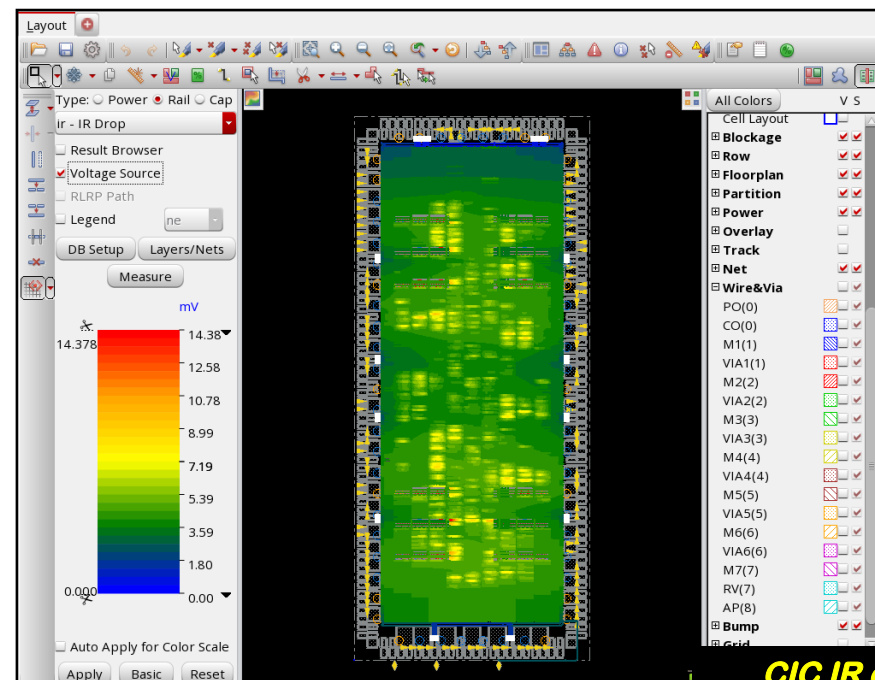 Layout
Type: Power Rail Cap
ir - IR Drop
Result Browser
Voltage Source
RLRP Path
Legend ne
DB Setup Layers/Nets
Measure
mV
14.378
14.38
12.58
10.78
8.99
7.19
5.39
3.59
1.80
0.000
0.00
Auto Apply for Color Scale
Apply Basic Reset
All Colors V S
Cell Layout
Blockage
Row
Floorplan
Partition
Power
Overlay
Track
Net
Wire&Via
PO(0)
CO(0)
M1(1)
VIA1(1)
M2(2)
VIA2(2)
M3(3)
VIA3(3)
M4(4)
VIA4(4)
M5(5)
VIA5(5)
M6(6)
VIA6(6)
M7(7)
RV(7)
AP(8)
Bump
Grid
CIC IR